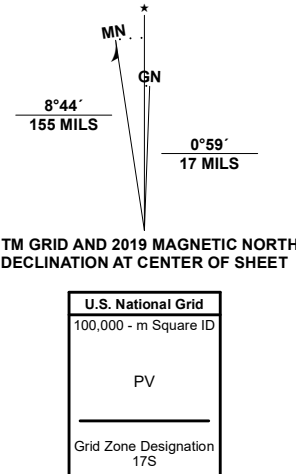 ★
MN
GN
8°44´
155 MILS
0°59´
17 MILS
TM GRID AND 2019 MAGNETIC NORTH
DECLINATION AT CENTER OF SHEET
U.S. National Grid
100,000 - m Square ID
PV
Grid Zone Designation
17S